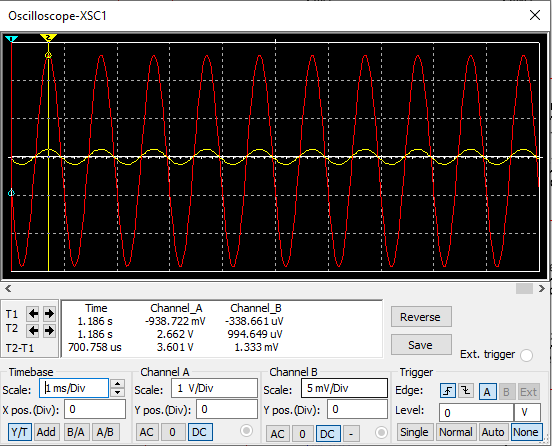 Oscilloscope-XSC1
1 2
T1
T2
T2-T1
Time Channel_A Channel_B
1.186 s -938.722 mV -338.661 uV
1.186 s 2.662 V 994.649 uV
700.758 us 3.601 V 1.333 mV
Reverse
Save
Ext. trigger
Timebase
Scale: 1 ms/Div
X pos.(Div): 0
Y/T Add B/A A/B
Channel A
Scale: 1 V/Div
Y pos.(Div): 0
AC 0 DC
Channel B
Scale: 5 mV/Div
Y pos.(Div): 0
AC 0 DC -
Trigger
Edge: A B Ext
Level: 0 V
Single Normal Auto None